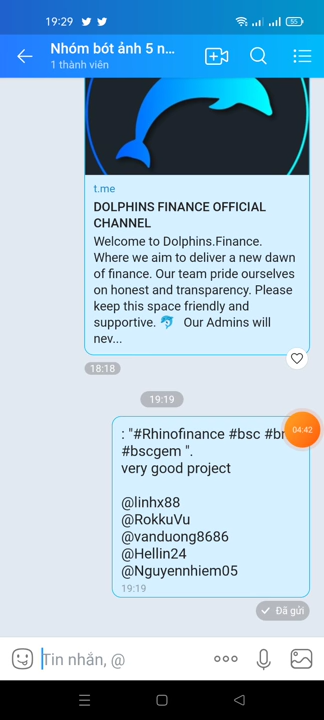 19:29
55
Nhóm bót ảnh 5 n...
1 thành viên
t.me
DOLPHINS FINANCE OFFICIAL
CHANNEL
Welcome to Dolphins.Finance.
Where we aim to deliver a new dawn
of finance. Our team pride ourselves
on honest and transparency. Please
keep this space friendly and
supportive. 🐬 Our Admins will
nev...
18:18
19:19
: "#Rhinofinance #bsc
04:42
#bscgem ".
very good project
@linhx88
@RokkuVu
@vanduong8686
@Hellin24
@Nguyennhiem05
19:19
Đã gửi
Tin nhắn, @